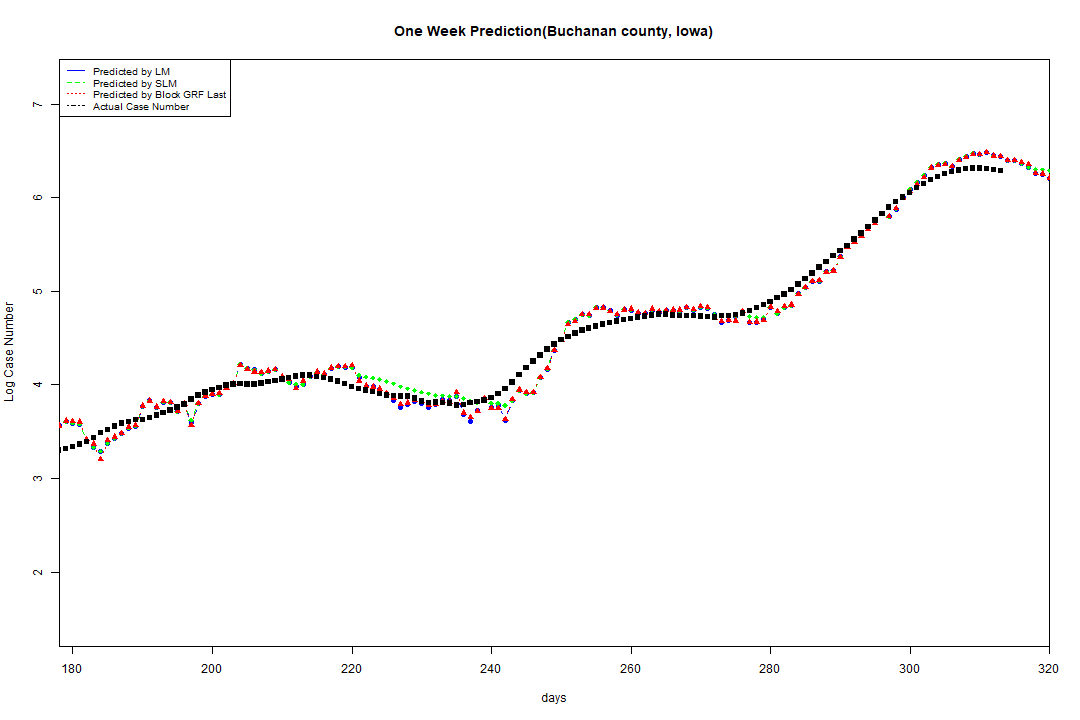 One Week Prediction(Buchanan county, Iowa)
Predicted by LM
Predicted by SLM
Predicted by Block GRF Last
Actual Case Number
7
6
5
4
3
2
Log Case Number
180 200 220 240 260 280 300 320
days